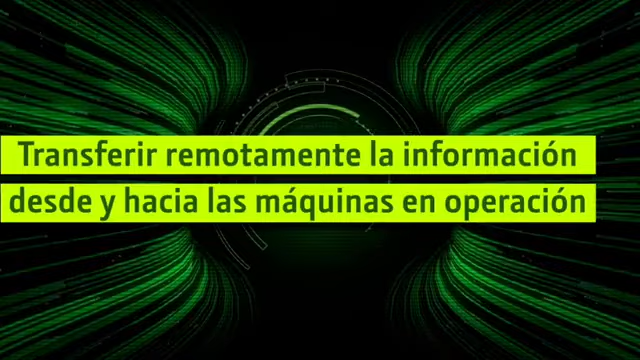 Transferir remotamente la información
desde y hacia las máquinas en operación